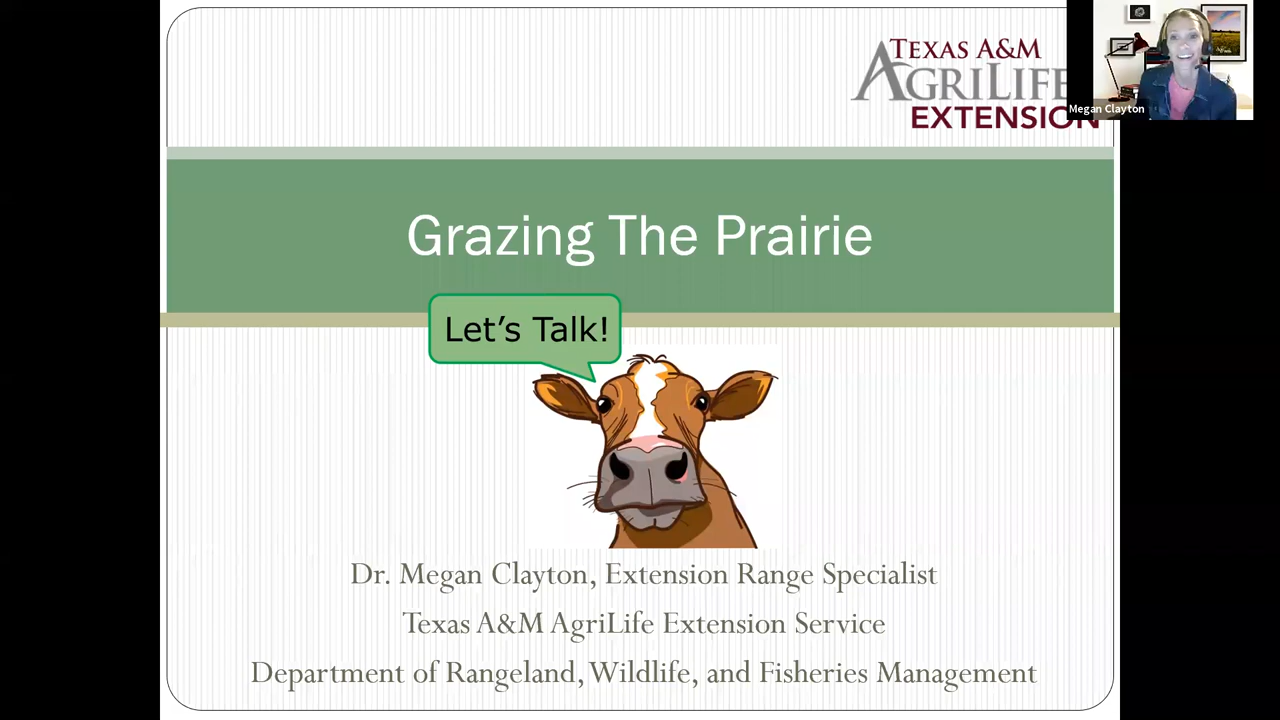 TEXAS A&M
AGRILIFE
EXTENSION
Megan Clayton
Grazing The Prairie
Let's Talk!
Dr. Megan Clayton, Extension Range Specialist
Texas A&M AgriLife Extension Service
Department of Rangeland, Wildlife, and Fisheries Management